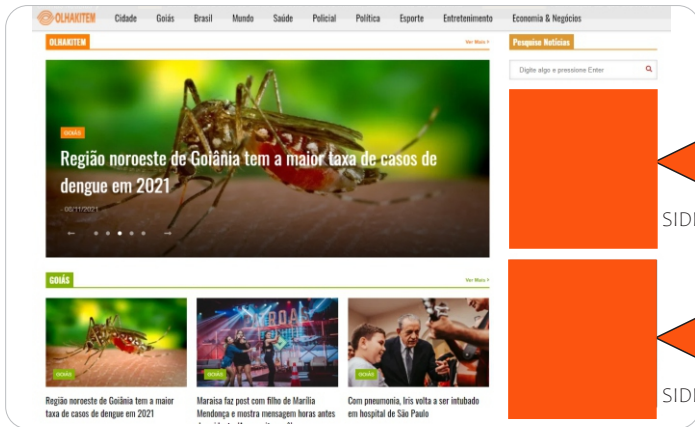 OLHAKITEM Cidade Goiás Brasil Mundo Saúde Policial Política Esporte Entretenimento Economia & Negócios
OLHAKITEM Ver Mais >
Pesquise Notícias
Digite algo e pressione Enter
GOIÁS
Região noroeste de Goiânia tem a maior taxa de casos de
dengue em 2021
05/11/2021
SIDE
GOIÁS Ver Mais >
GOIÁS
GOIÁS
GOIÁS
Região noroeste de Goiânia tem a maior
taxa de casos de dengue em 2021
Maraisa faz post com filho de Marília
Mendonça e mostra mensagem horas antes
Com pneumonia, Iris volta a ser intubado
em hospital de São Paulo
SIDE